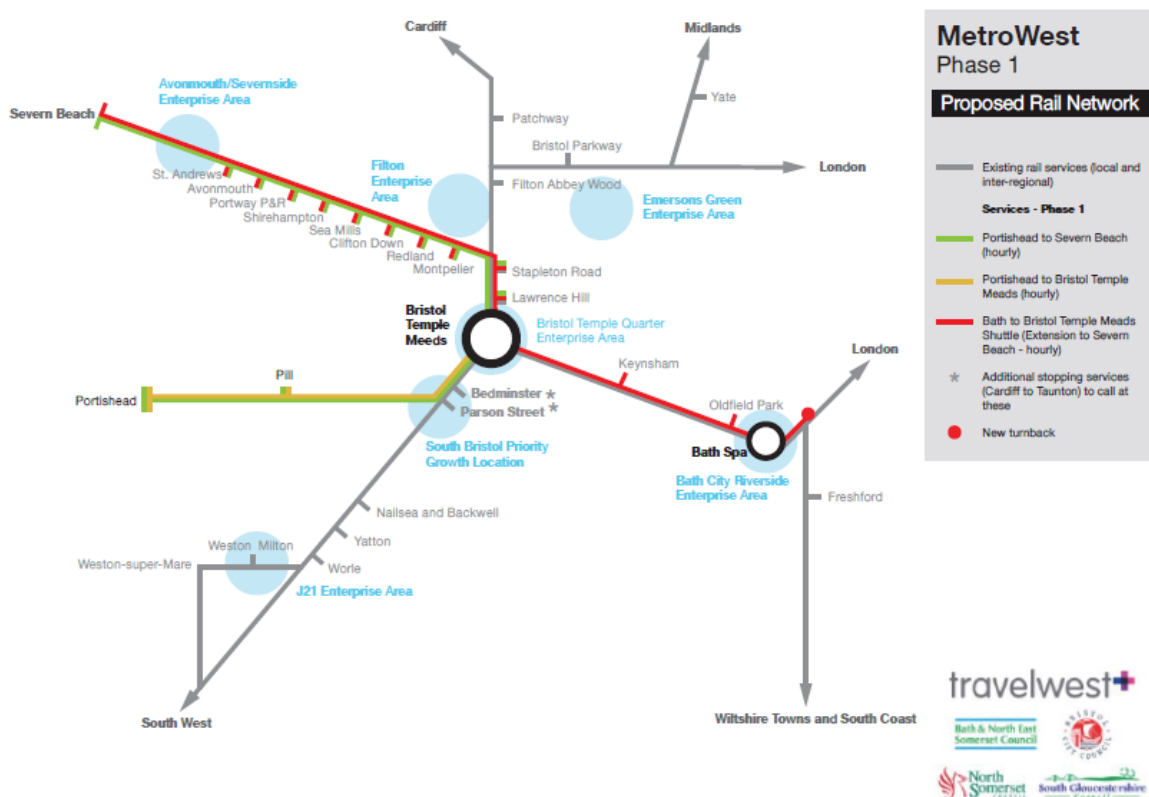 Cardiff
Midlands
Avonmouth/Severnside
Enterprise Area
Severn Beach
Yate
Patchway
Bristol Parkway
London
St. Andrews
Avonmouth
Portway P&R
Shirehampton
Sea Mills
Clifton Down
Redland
Montpelier
Filton
Enterprise
Area
Filton Abbey Wood
Emersons Green
Enterprise Area
Stapleton Road
Lawrence Hill
Bristol
Temple
Meeds
Bristol Temple Quarter
Enterprise Area
Keynsham
London
Pill
Portishead
Bedminster *
Parson Street *
Oldfield Park
Bath Spa
South Bristol Priority
Growth Location
Bath City Riverside
Enterprise Area
Freshford
Nailsea and Backwell
Yatton
Worle
Weston Milton
Weston-super-Mare
J21 Enterprise Area
South West
Wiltshire Towns and South Coast
MetroWest
Phase 1
Proposed Rail Network
Existing rail services (local and
inter-regional)
Services - Phase 1
Portishead to Severn Beach
(hourly)
Portishead to Bristol Temple
Meads (hourly)
Bath to Bristol Temple Meads
Shuttle (Extension to Severn
Beach - hourly)
* Additional stopping services
(Cardiff to Taunton) to call at
these
New turnback
travelwest+
Bath & North East
Somerset Council
BRISTOL
CITY COUNCIL
North
Somerset
South Gloucestershire